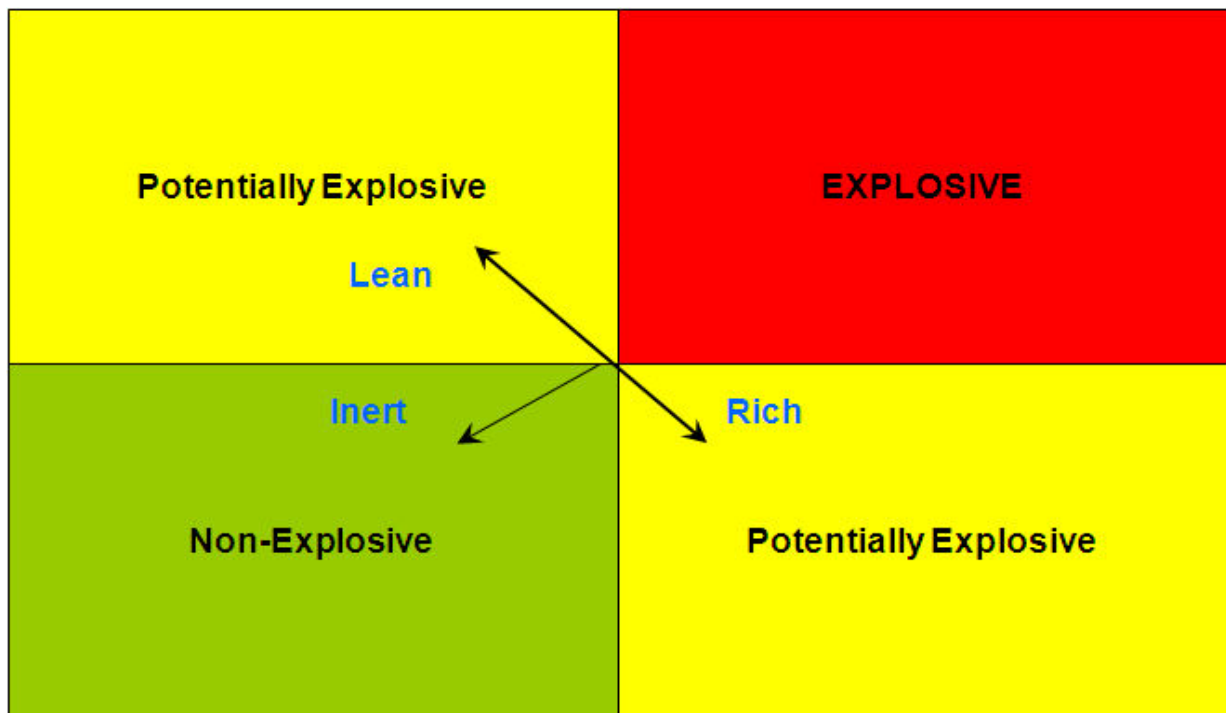 Potentially Explosive
EXPLOSIVE
Lean
Inert
Rich
Non-Explosive
Potentially Explosive